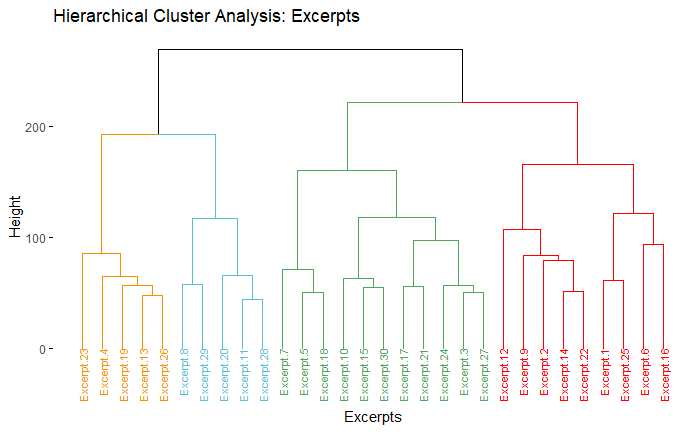 Hierarchical Cluster Analysis: Excerpts
Height
200
100
0
Excerpt.23
Excerpt.4
Excerpt.19
Excerpt.13
Excerpt.26
Excerpt.8
Excerpt.29
Excerpt.20
Excerpt.11
Excerpt.28
Excerpt.7
Excerpt.5
Excerpt.18
Excerpt.10
Excerpt.15
Excerpt.30
Excerpt.17
Excerpt.21
Excerpt.24
Excerpt.3
Excerpt.27
Excerpt.12
Excerpt.9
Excerpt.2
Excerpt.14
Excerpt.22
Excerpt.1
Excerpt.25
Excerpt.6
Excerpt.16
Excerpts